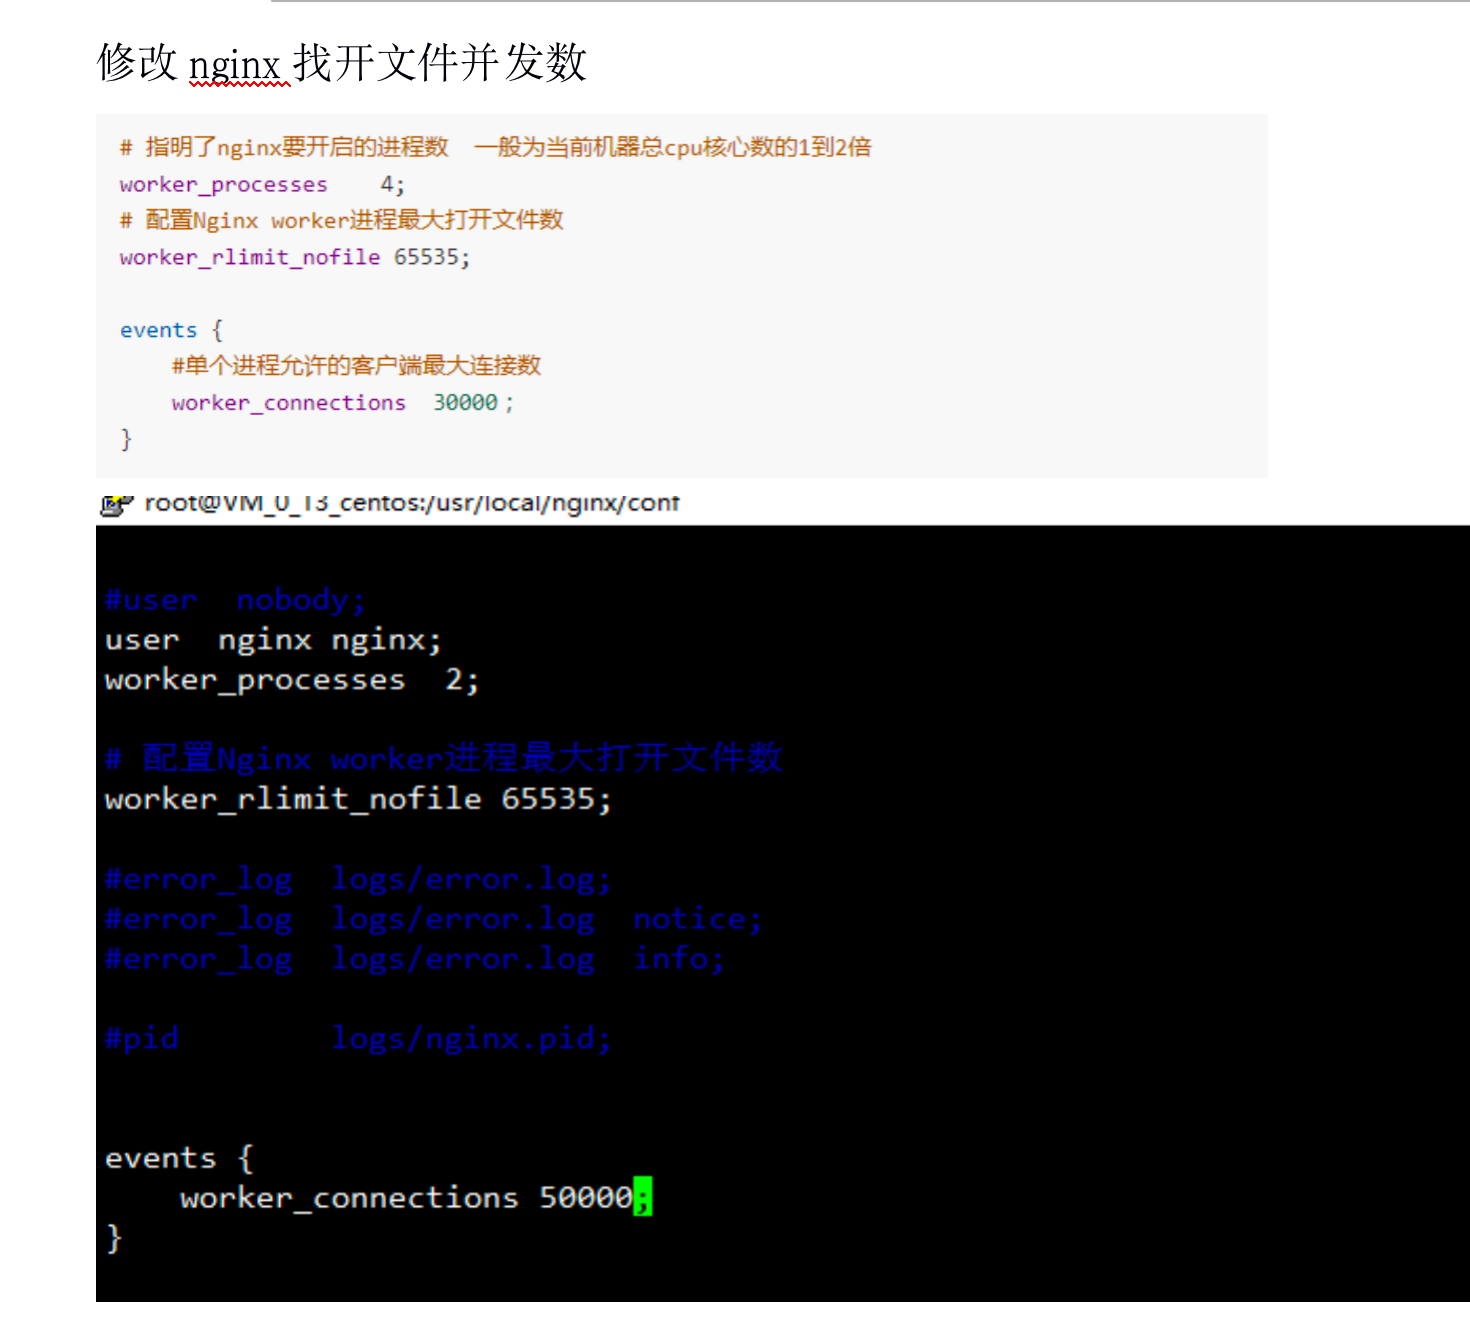 修改 nginx 找开文件并发数
# 指明了nginx要开启的进程数  一般为当前机器总cpu核心数的1到2倍
worker_processes    4;
# 配置Nginx worker进程最大打开文件数
worker_rlimit_nofile 65535;
events {
    #单个进程允许的客户端最大连接数
    worker_connections  30000;
}
root@VM_0_13_centos:/usr/local/nginx/conf
#user  nobody;
user  nginx nginx;
worker_processes  2;
# 配置Nginx worker进程最大打开文件数
worker_rlimit_nofile 65535;
#error_log  logs/error.log;
#error_log  logs/error.log  notice;
#error_log  logs/error.log  info;
#pid        logs/nginx.pid;
events {
    worker_connections 50000;
}